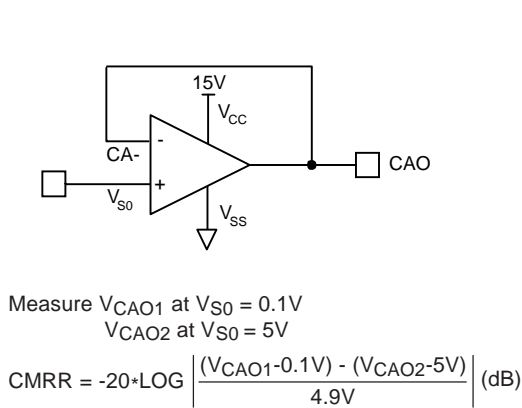 15V
VCC
-
CA-
CAO
+
VS0
VSS
Measure VCAO1 at VS0 = 0.1V
VCAO2 at VS0 = 5V
CMRR = -20*LOG | (VCAO1-0.1V) - (VCAO2-5V) / 4.9V | (dB)